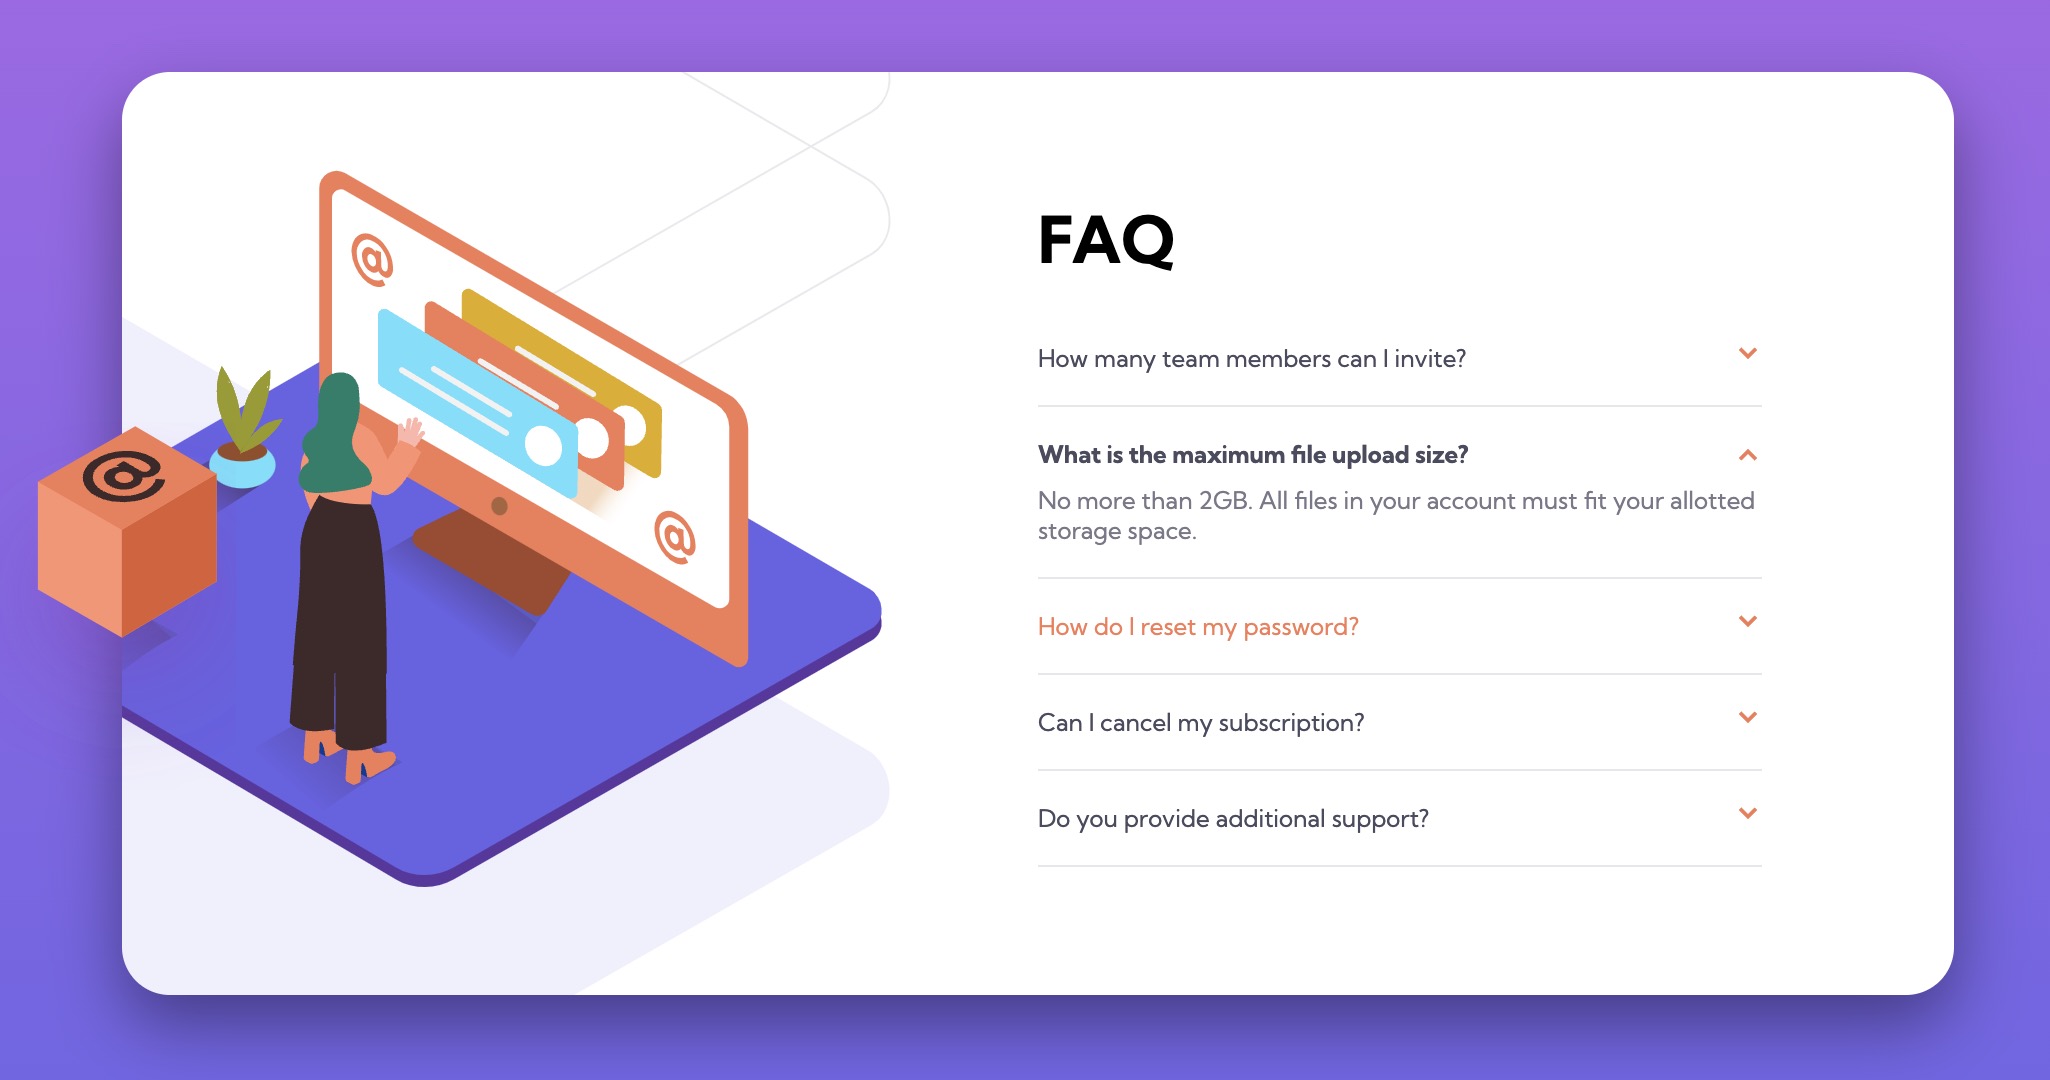 FAQ
How many team members can I invite?
What is the maximum file upload size?
No more than 2GB. All files in your account must fit your allotted
storage space.
How do I reset my password?
Can I cancel my subscription?
Do you provide additional support?
@
@
@